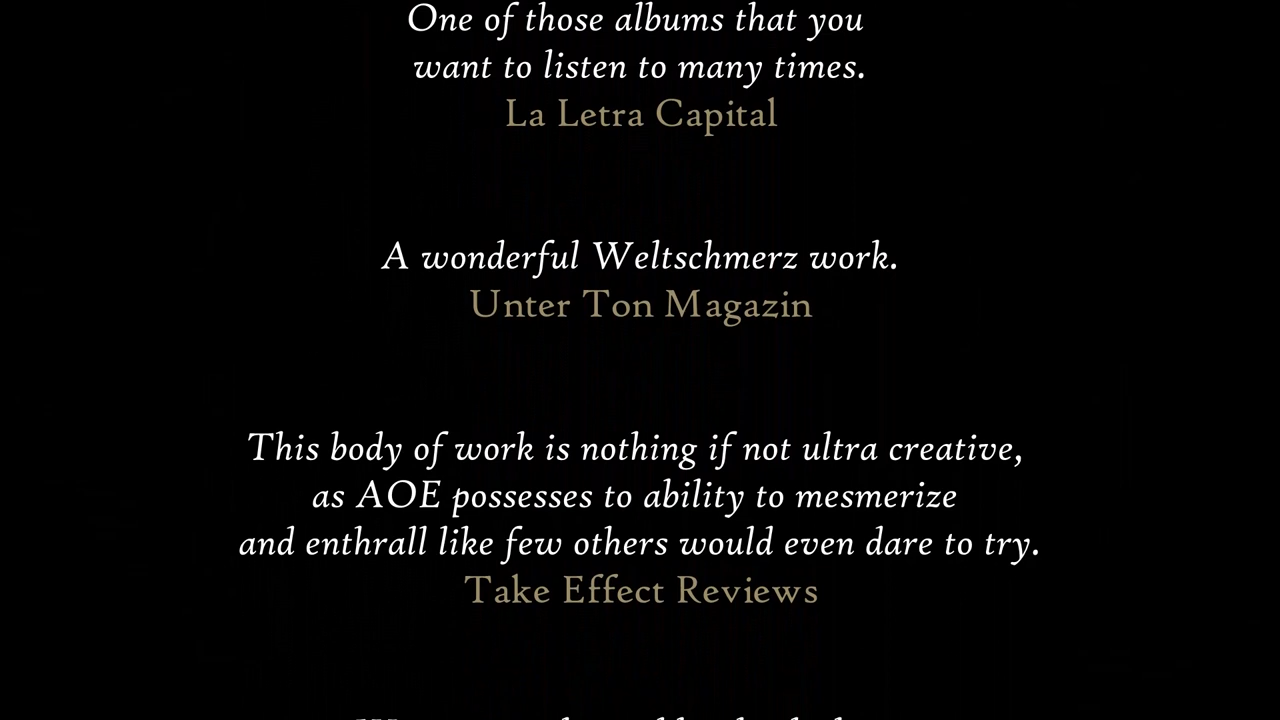 One of those albums that you
want to listen to many times.
La Letra Capital
A wonderful Weltschmerz work.
Unter Ton Magazin
This body of work is nothing if not ultra creative,
as AOE possesses to ability to mesmerize
and enthrall like few others would even dare to try.
Take Effect Reviews